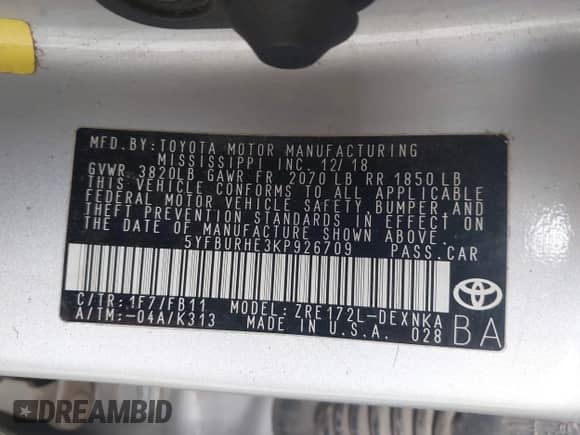 MFD.BY:TOYOTA MOTOR MANUFACTURING
MISSISSIPPI INC 12/18
GVWR 3820LB GAWR FR 2070 LB RR 1850 LB
THIS VEHICLE CONFORMS TO ALL APPLICABLE
FEDERAL MOTOR VEHICLE SAFETY, BUMPER AND
THEFT PREVENTION STANDARDS IN EFFECT ON
THE DATE OF MANUFACTURE SHOWN ABOVE.
5YFBURHE3KP926709 PASS.CAR
C/TR:1F7/FB11 MODEL:ZRE172L-DEXNKA
A/TM:-04A/K313 MADE IN U.S.A. 028
BA
DREAMBID